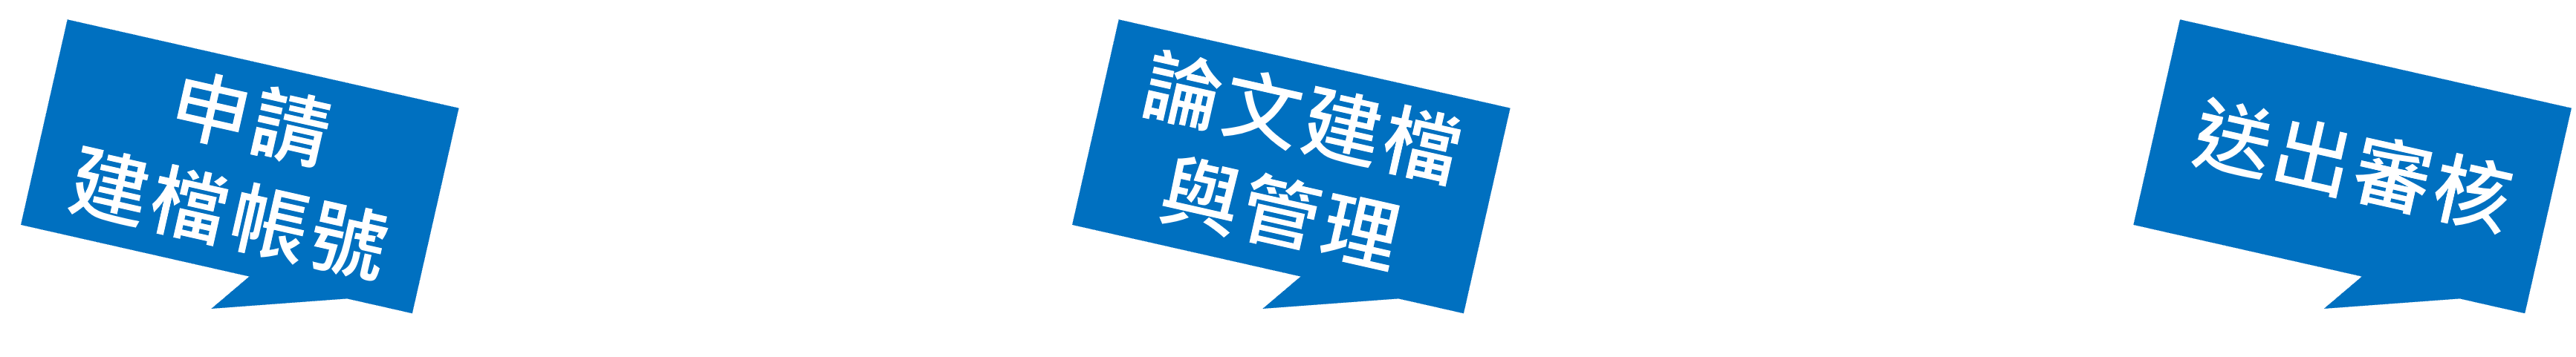 申請
建檔帳號
論文建檔
與管理
送出審核